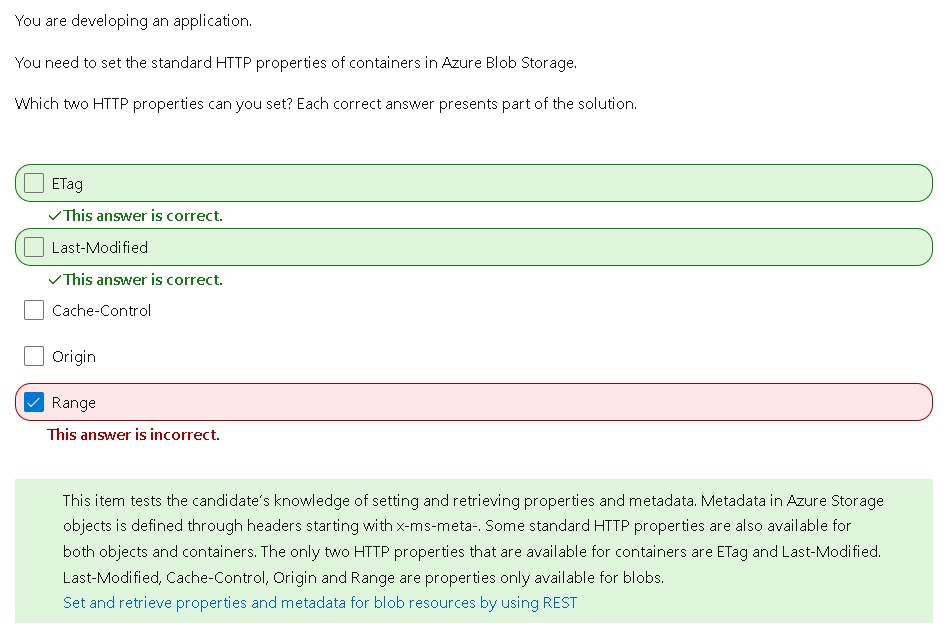 You are developing an application.
You need to set the standard HTTP properties of containers in Azure Blob Storage.
Which two HTTP properties can you set? Each correct answer presents part of the solution.
ETag
✓This answer is correct.
Last-Modified
✓This answer is correct.
Cache-Control
Origin
Range
This answer is incorrect.
This item tests the candidate's knowledge of setting and retrieving properties and metadata. Metadata in Azure Storage
objects is defined through headers starting with x-ms-meta-. Some standard HTTP properties are also available for
both objects and containers. The only two HTTP properties that are available for containers are ETag and Last-Modified.
Last-Modified, Cache-Control, Origin and Range are properties only available for blobs.
Set and retrieve properties and metadata for blob resources by using REST